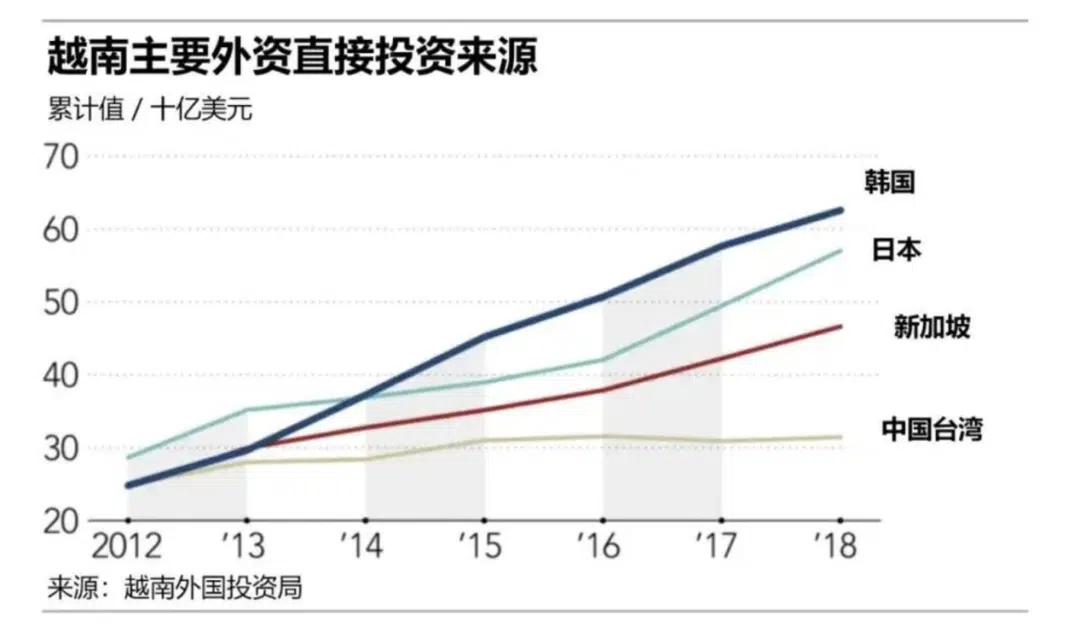 越南主要外资直接投资来源
累计值 / 十亿美元
70
韩国
60
日本
50
新加坡
40
中国台湾
30
20
2012 '13 '14 '15 '16 '17 '18
来源：越南外国投资局